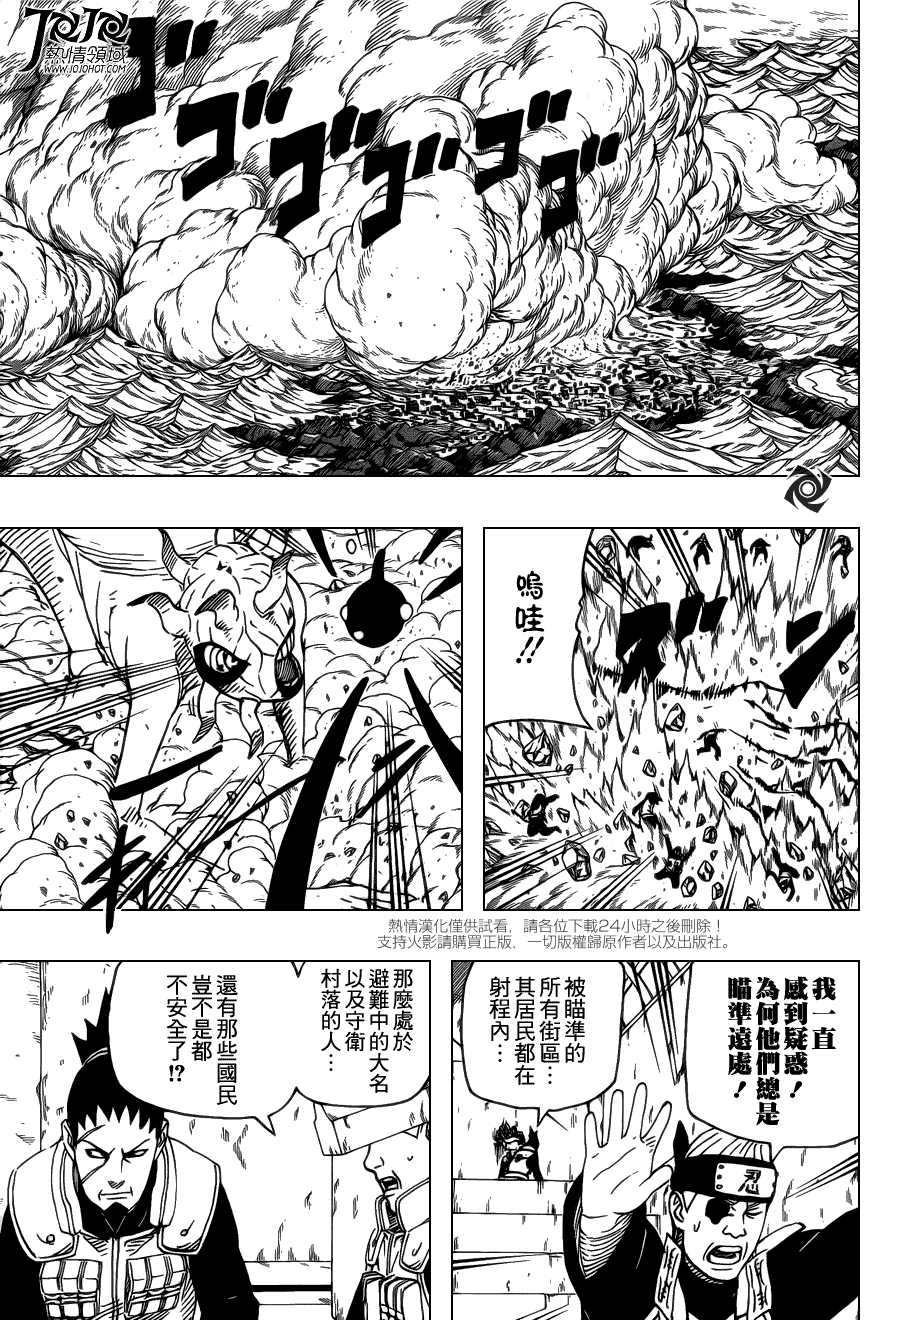 JOJO
熱情領域
WWW.JOJOHOT.COM
ゴゴゴゴゴゴ
嗚哇!!
熱情漢化僅供試看，請各位下載24小時之後刪除！
支持火影請購買正版，一切版權歸原作者以及出版社。
我一直
感到疑惑！
為何他們總是
瞄準遠處！
被瞄準的
所有街區…
其居民都在
射程內…
忍
那麼處於
避難中的大名
以及守衛
村落的人…
還有那些國民
豈不是都
不安全了!?